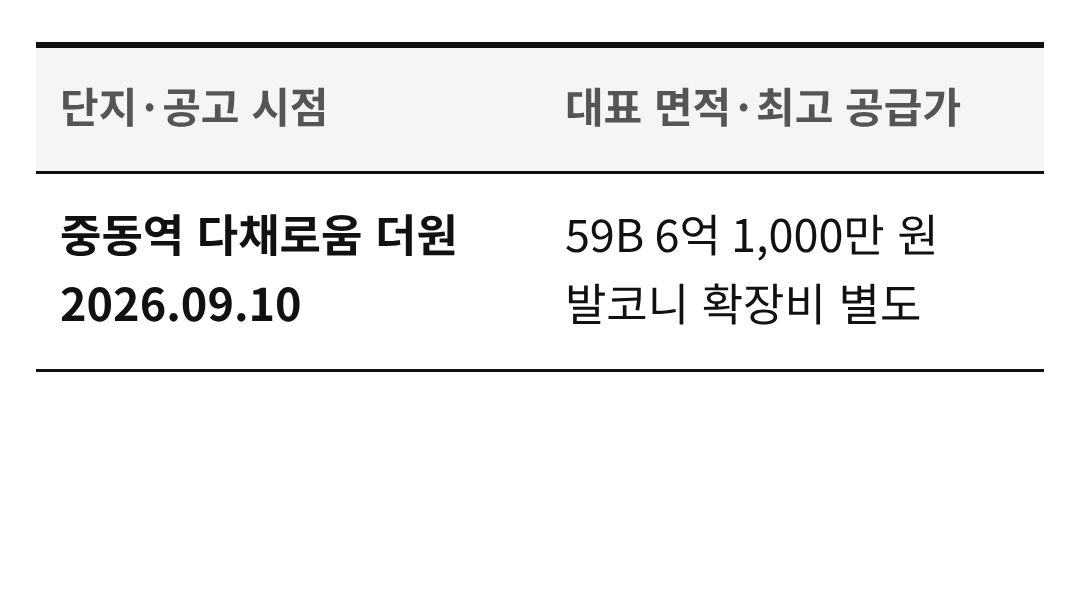 단지·공고 시점
대표 면적·최고 공급가
중동역 다채로움 더원
2026.09.10
59B 6억 1,000만 원
발코니 확장비 별도